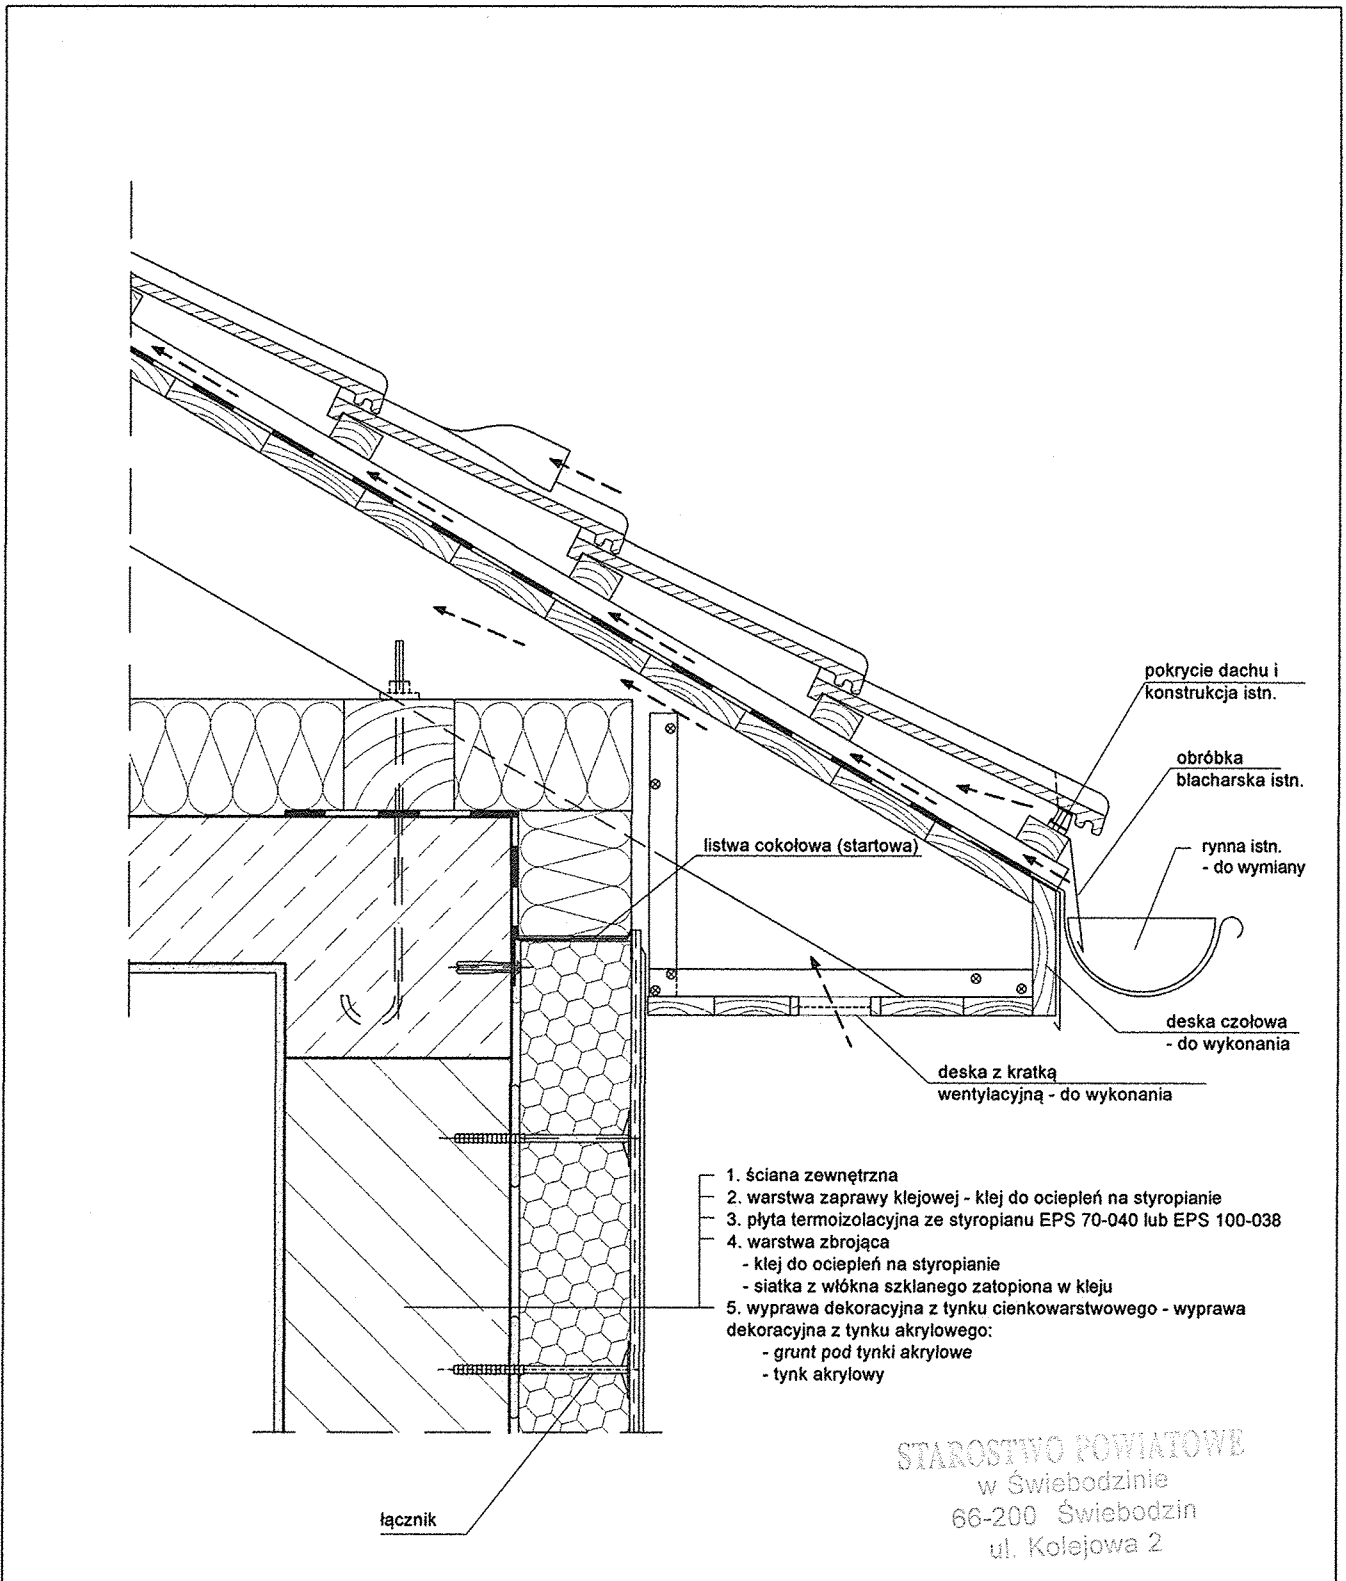 pokrycie dachu i
konstrukcja istn.
obróbka
blacharska istn.
listwa cokołowa (startowa)
rynna istn.
- do wymiany
deska czołowa
- do wykonania
deska z kratką
wentylacyjną - do wykonania
1. ściana zewnętrzna
2. warstwa zaprawy klejowej - klej do ociepleń na styropianie
3. płyta termoizolacyjna ze styropianu EPS 70-040 lub EPS 100-038
4. warstwa zbrojąca
- klej do ociepleń na styropianie
- siatka z włókna szklanego zatopiona w kleju
5. wyprawa dekoracyjna z tynku cienkowarstwowego - wyprawa
dekoracyjna z tynku akrylowego:
- grunt pod tynki akrylowe
- tynk akrylowy
łącznik
STAROSTWO POWIATOWE
w Świebodzinie
66-200 Świebodzin
ul. Kolejowa 2